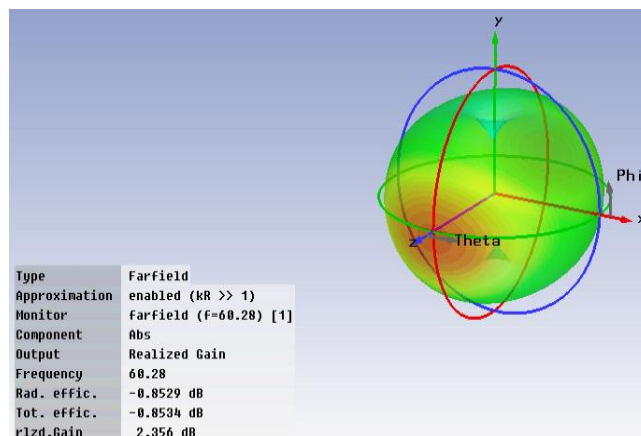 y
Phi
x
z Theta
Type Farfield
Approximation enabled (kR >> 1)
Monitor farfield (f=60.28) [1]
Component Abs
Output Realized Gain
Frequency 60.28
Rad. effic. -0.8529 dB
Tot. effic. -0.8534 dB
rlzd.Gain 2.356 dB